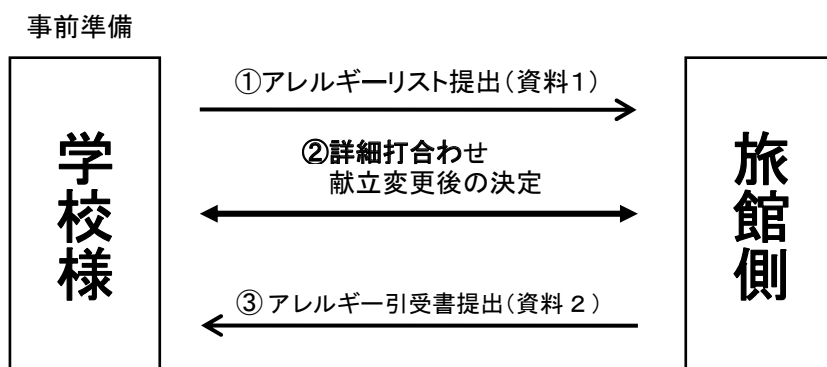 事前準備
①アレルギーリスト提出（資料１）
学校様
②詳細打合わせ
献立変更後の決定
旅館側
③アレルギー引受書提出（資料２）